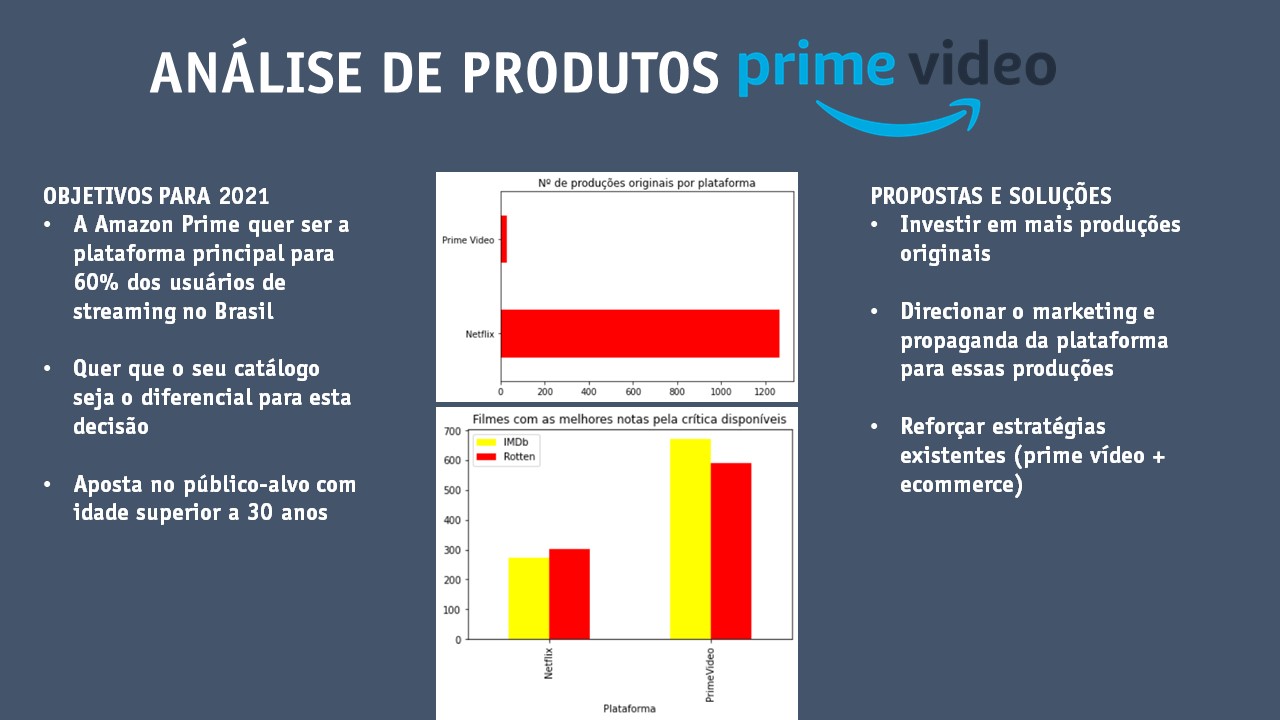 ANÁLISE DE PRODUTOS prime video
OBJETIVOS PARA 2021
• A Amazon Prime quer ser a
plataforma principal para
60% dos usuários de
streaming no Brasil
• Quer que o seu catálogo
seja o diferencial para esta
decisão
• Aposta no público-alvo com
idade superior a 30 anos
Nº de produções originais por plataforma
Prime Video
Netflix
0 200 400 600 800 1000 1200
Filmes com as melhores notas pela crítica disponíveis
700
600
500
400
300
200
100
0
IMDb
Rotten
Netflix
PrimeVideo
Plataforma
PROPOSTAS E SOLUÇÕES
• Investir em mais produções
originais
• Direcionar o marketing e
propaganda da plataforma
para essas produções
• Reforçar estratégias
existentes (prime vídeo +
ecommerce)